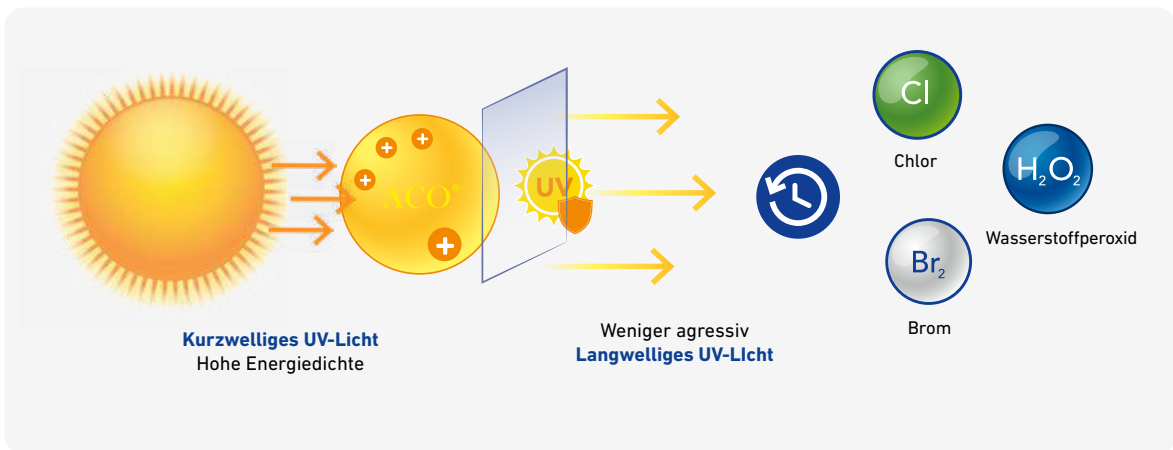 ACO®
UV
Cl
Chlor
H₂O₂
Wasserstoffperoxid
Br₂
Brom
Kurzwelliges UV-Licht
Hohe Energiedichte
Weniger agressiv
Langwelliges UV-LIcht